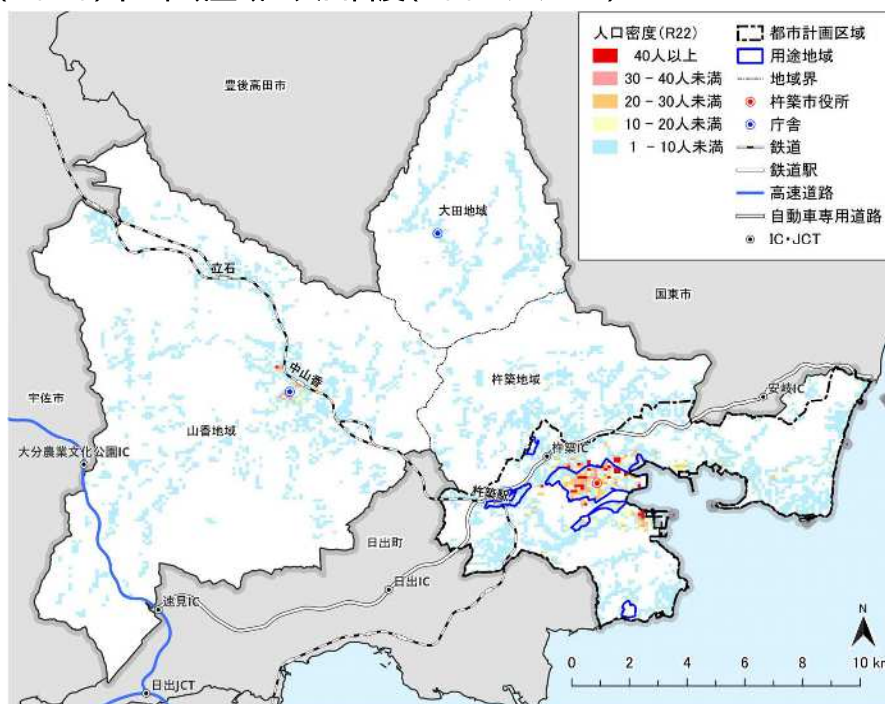 人口密度(R22)
40人以上
30-40人未満
20-30人未満
10-20人未満
1-10人未満
都市計画区域
用途地域
地域界
杵築市役所
庁舎
鉄道
鉄道駅
高速道路
自動車専用道路
IC・JCT
豊後高田市
大田地域
立石
国東市
中山香
杵築地域
安岐IC
宇佐市
山香地域
大分農業文化公園IC
杵築IC
杵築駅
日出町
日出IC
速見IC
日出JCT
N
0 2 4 6 8 10 km